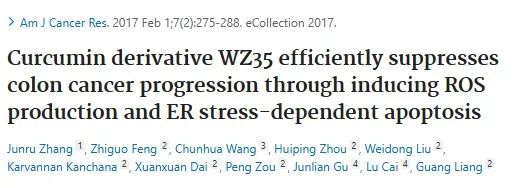 > Am J Cancer Res. 2017 Feb 1;7(2):275-288. eCollection 2017.
Curcumin derivative WZ35 efficiently suppresses
colon cancer progression through inducing ROS
production and ER stress-dependent apoptosis
Junru Zhang 1, Zhiguo Feng 2, Chunhua Wang 3, Huiping Zhou 2, Weidong Liu 2,
Karvannan Kanchana 2, Xuanxuan Dai 2, Peng Zou 2, Junlian Gu 4, Lu Cai 4, Guang Liang 2